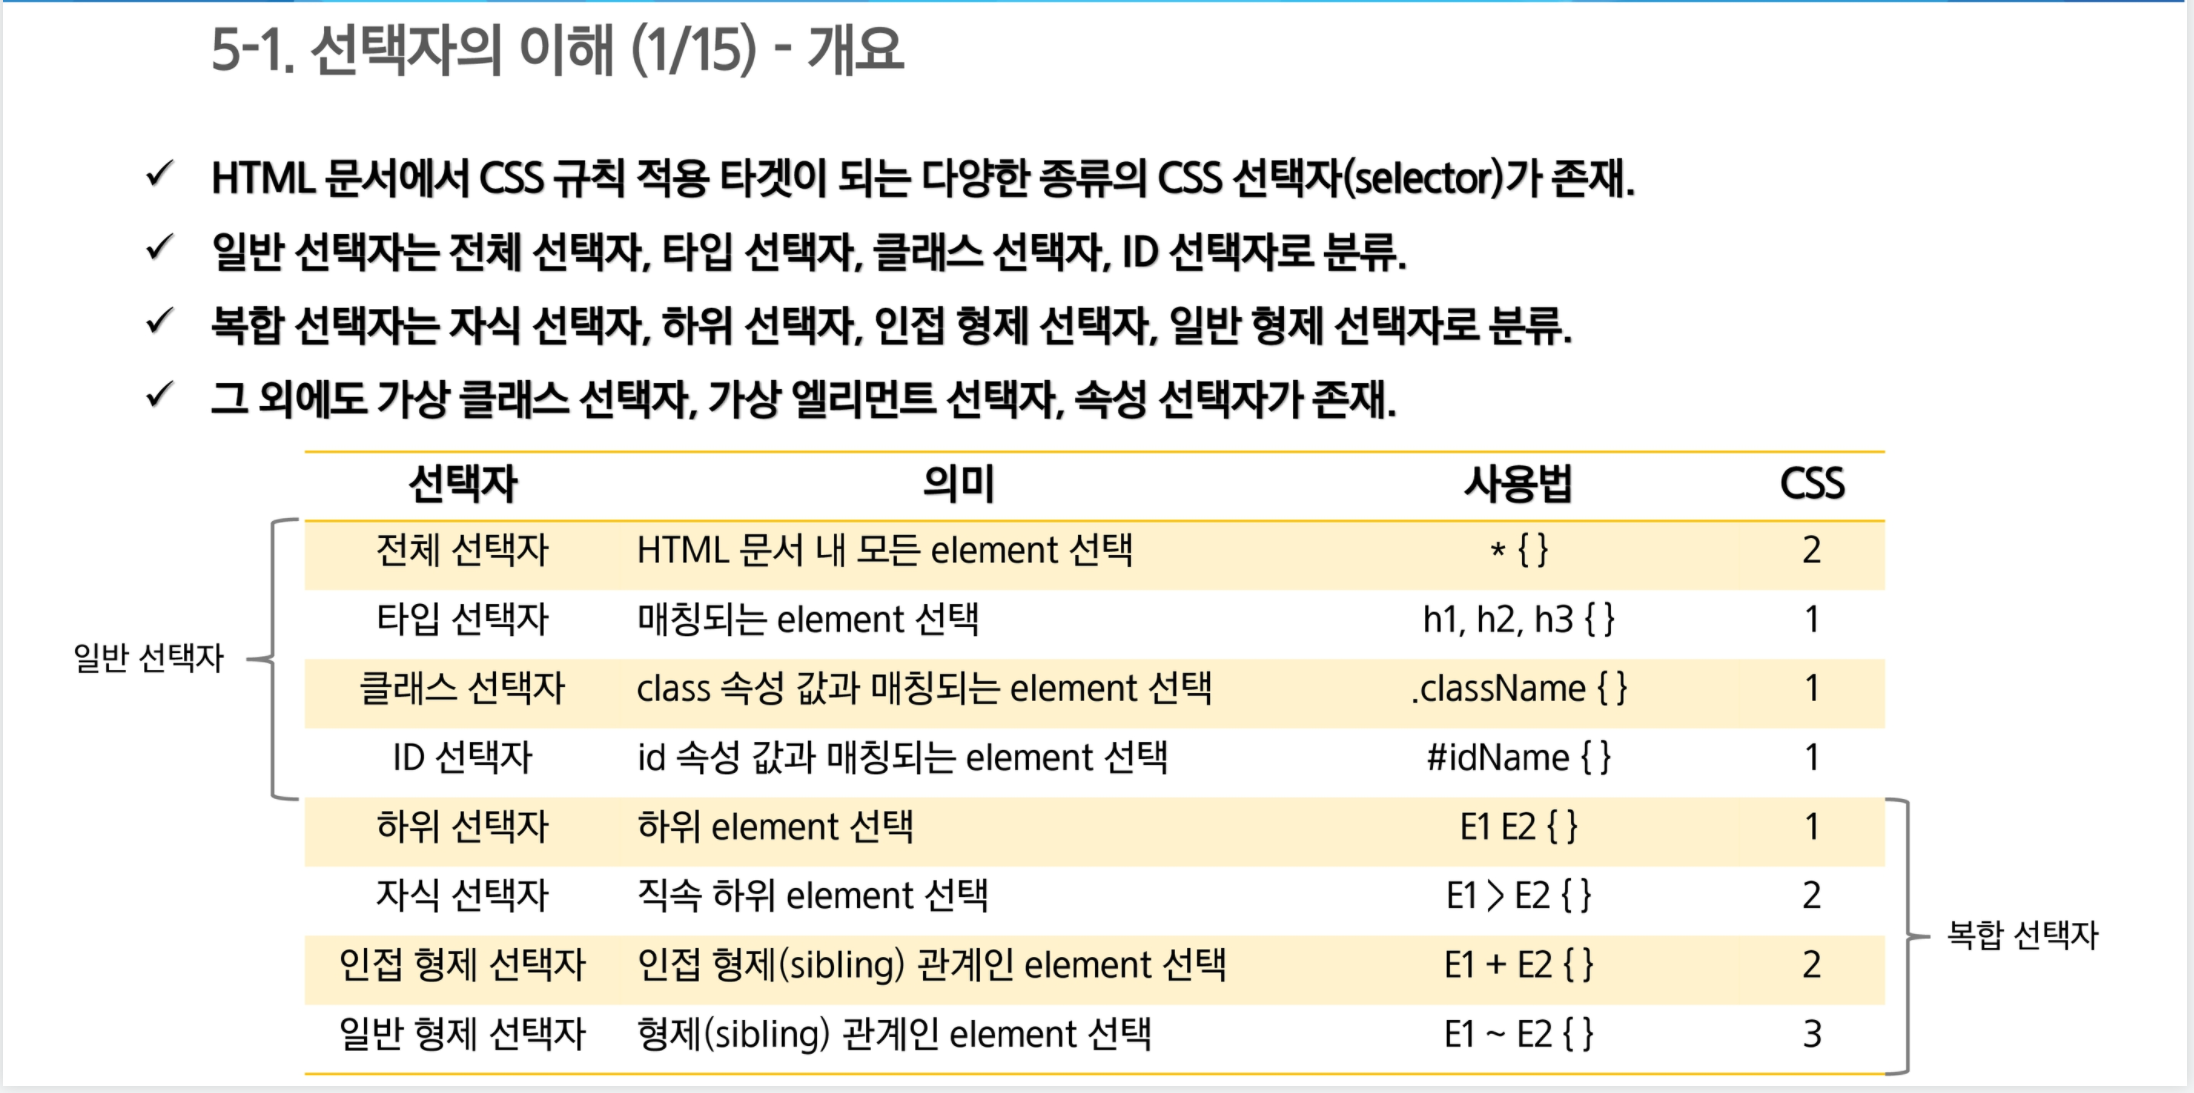 5-1. 선택자의 이해 (1/15) - 개요
✓ HTML 문서에서 CSS 규칙 적용 타겟이 되는 다양한 종류의 CSS 선택자(selector)가 존재.
✓ 일반 선택자는 전체 선택자, 타입 선택자, 클래스 선택자, ID 선택자로 분류.
✓ 복합 선택자는 자식 선택자, 하위 선택자, 인접 형제 선택자, 일반 형제 선택자로 분류.
✓ 그 외에도 가상 클래스 선택자, 가상 엘리먼트 선택자, 속성 선택자가 존재.
선택자 의미 사용법 CSS
전체 선택자 HTML 문서 내 모든 element 선택 * { } 2
타입 선택자 매칭되는 element 선택 h1, h2, h3 { } 1
일반 선택자
클래스 선택자 class 속성 값과 매칭되는 element 선택 .className { } 1
ID 선택자 id 속성 값과 매칭되는 element 선택 #idName { } 1
하위 선택자 하위 element 선택 E1 E2 { } 1
자식 선택자 직속 하위 element 선택 E1 > E2 { } 2
복합 선택자
인접 형제 선택자 인접 형제(sibling) 관계인 element 선택 E1 + E2 { } 2
일반 형제 선택자 형제(sibling) 관계인 element 선택 E1 ~ E2 { } 3